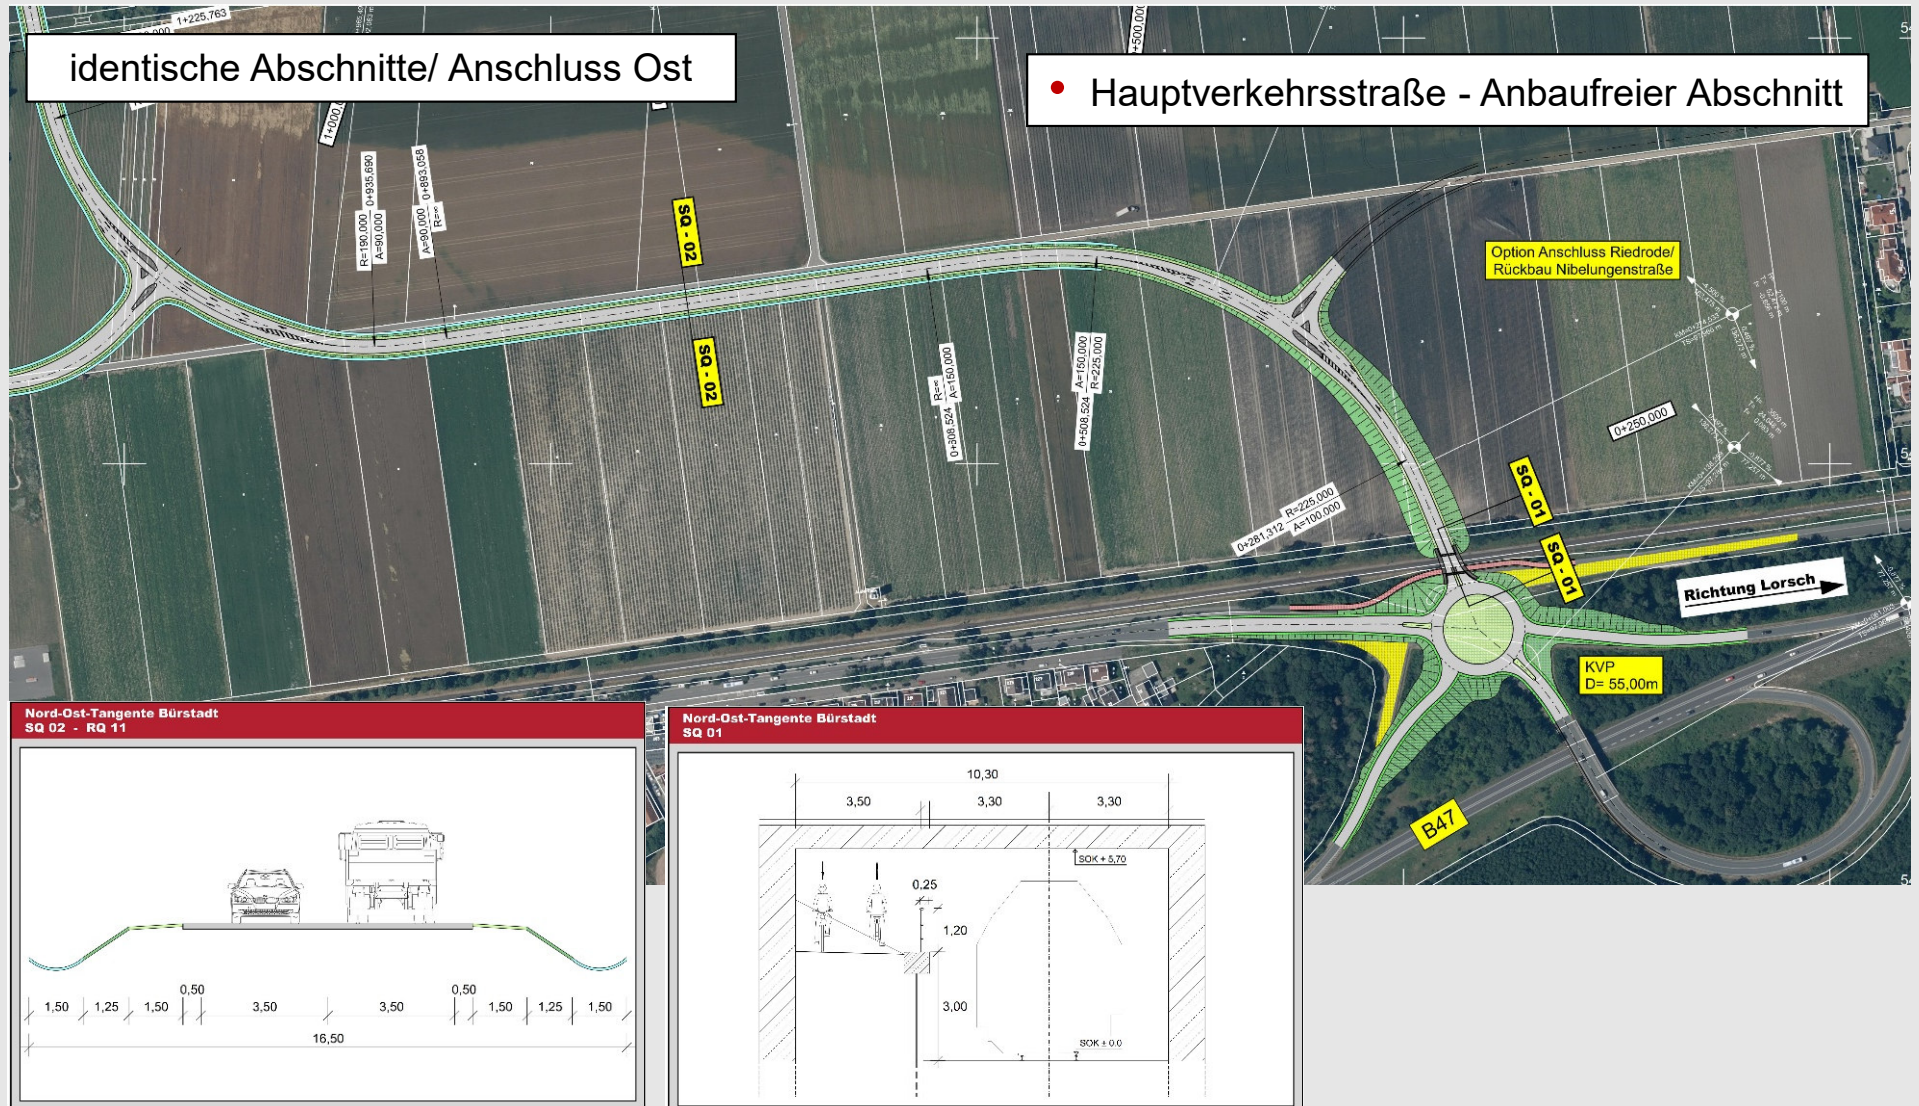 1+225,763
identische Abschnitte/ Anschluss Ost
• Hauptverkehrsstraße - Anbaufreier Abschnitt
+500,000
R=190,000 0+935,690
A=90,000
A=90,000 0+893,058
R=∞
SQ - 02
SQ - 02
R=∞
0+808,524 A=150,000
0+508,524 A=150,000
R=225,000
Option Anschluss Riedrode/
Rückbau Nibelungenstraße
0+250,000
0+281,312 R=225,000
A=100,000
SQ - 01
SQ - 01
Richtung Lorsch
KVP
D= 55,00m
B47
Nord-Ost-Tangente Bürstadt
SQ 02 - RQ 11
0,50 0,50
1,50 1,25 1,50 3,50 3,50 1,50 1,25 1,50
16,50
Nord-Ost-Tangente Bürstadt
SQ 01
10,30
3,50 3,30 3,30
SOK + 5,70
0,25
1,20
3,00
SOK ± 0.0